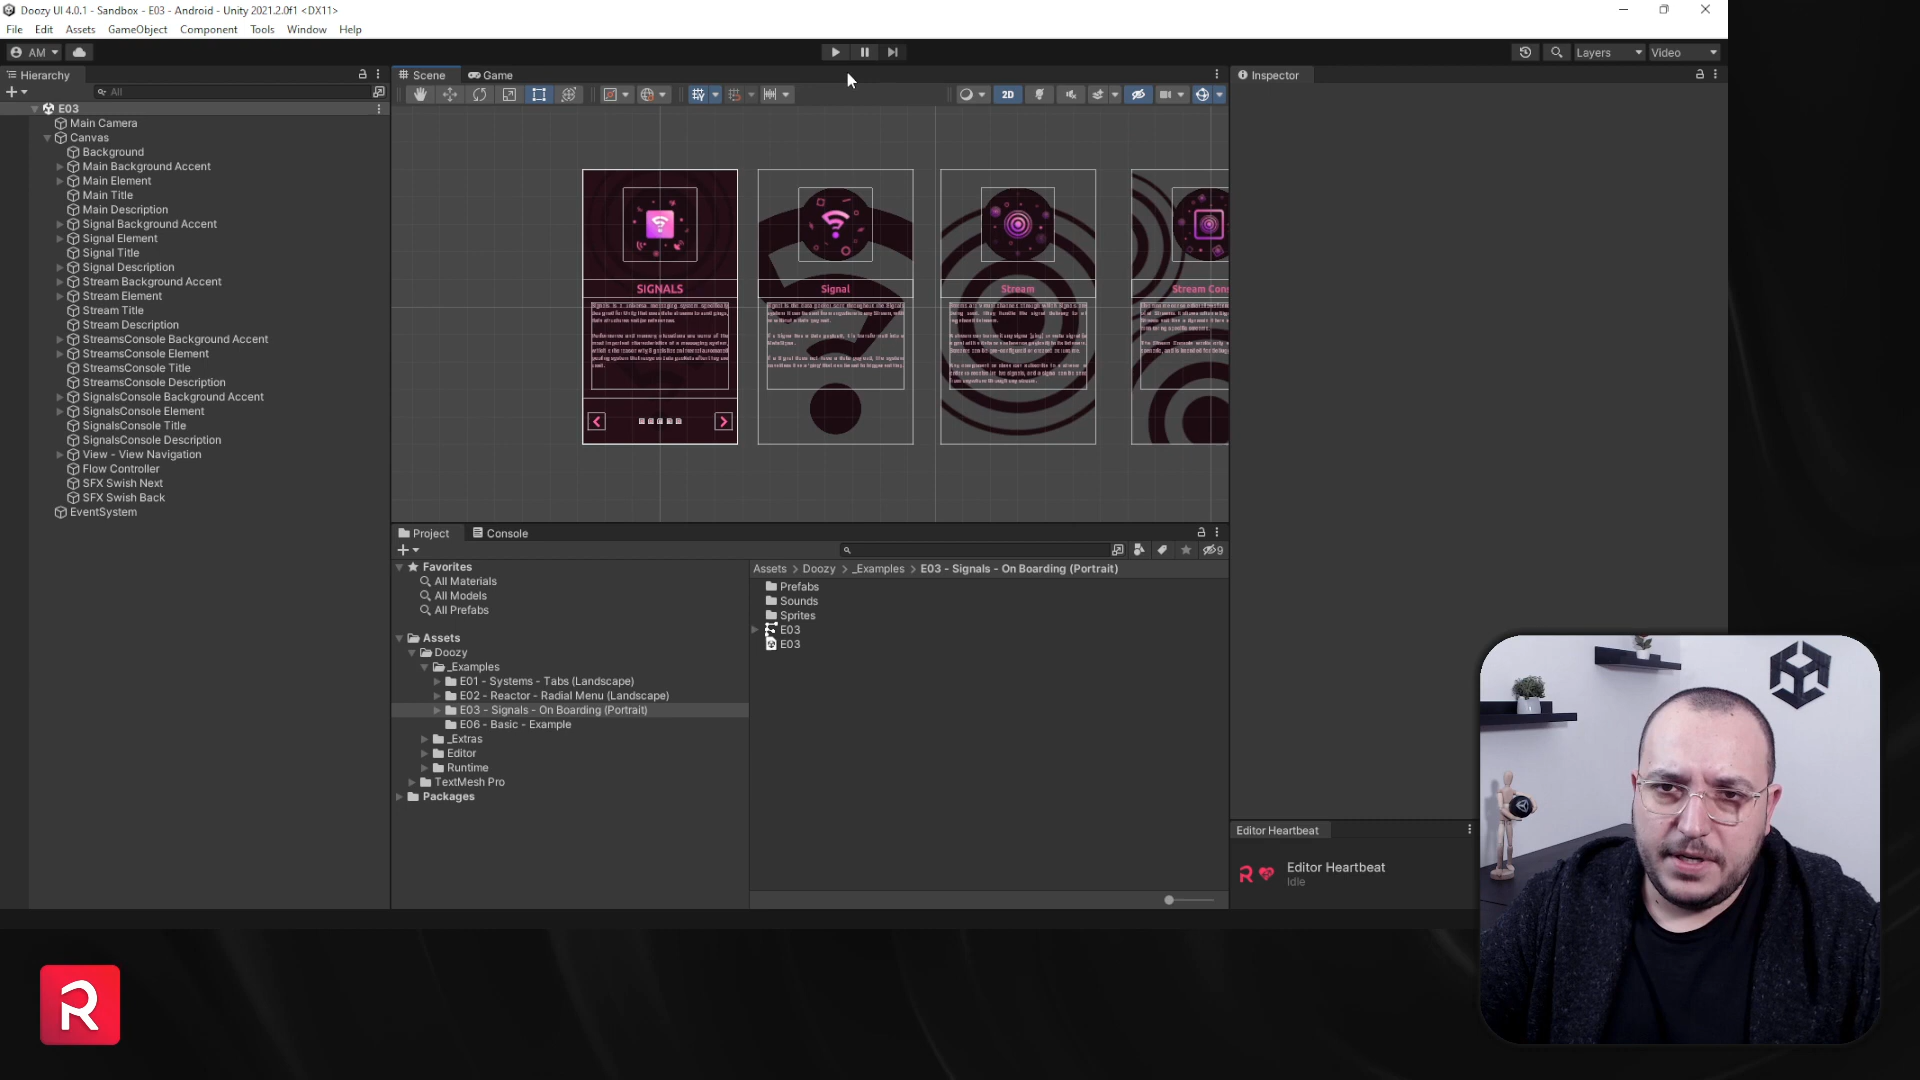 Doozy UI 4.0.1 - Sandbox - E03 - Android - Unity 2021.2.0f1 <DX11>
File Edit Assets GameObject Component Tools Window Help
AM
Layers
Video
Hierarchy
All
E03
Main Camera
Canvas
Background
Main Background Accent
Main Element
Main Title
Main Description
Signal Background Accent
Signal Element
Signal Title
Signal Description
Stream Background Accent
Stream Element
Stream Title
Stream Description
StreamsConsole Background Accent
StreamsConsole Element
StreamsConsole Title
StreamsConsole Description
SignalsConsole Background Accent
SignalsConsole Element
SignalsConsole Title
SignalsConsole Description
View - View Navigation
Flow Controller
SFX Swish Next
SFX Swish Back
EventSystem
Scene
Game
2D
SIGNALS
Signal
Stream
Stream Cons
Project
Console
9
Favorites
All Materials
All Models
All Prefabs
Assets
Doozy
_Examples
E01 - Systems - Tabs (Landscape)
E02 - Reactor - Radial Menu (Landscape)
E03 - Signals - On Boarding (Portrait)
E06 - Basic - Example
_Extras
Editor
Runtime
TextMesh Pro
Packages
Assets > Doozy > _Examples > E03 - Signals - On Boarding (Portrait)
Prefabs
Sounds
Sprites
E03
E03
Inspector
Editor Heartbeat
Editor Heartbeat
Idle